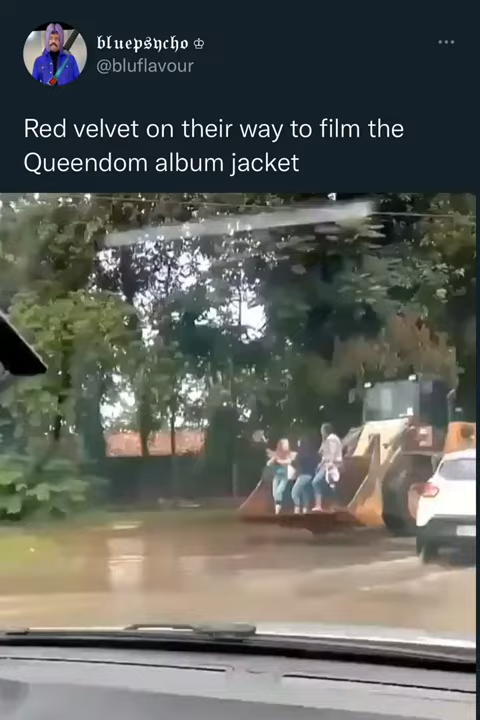 𝖇𝖑𝖚𝖊𝖕𝖘𝖞𝖈𝖍𝖔 ♔
@bluflavour
Red velvet on their way to film the
Queendom album jacket